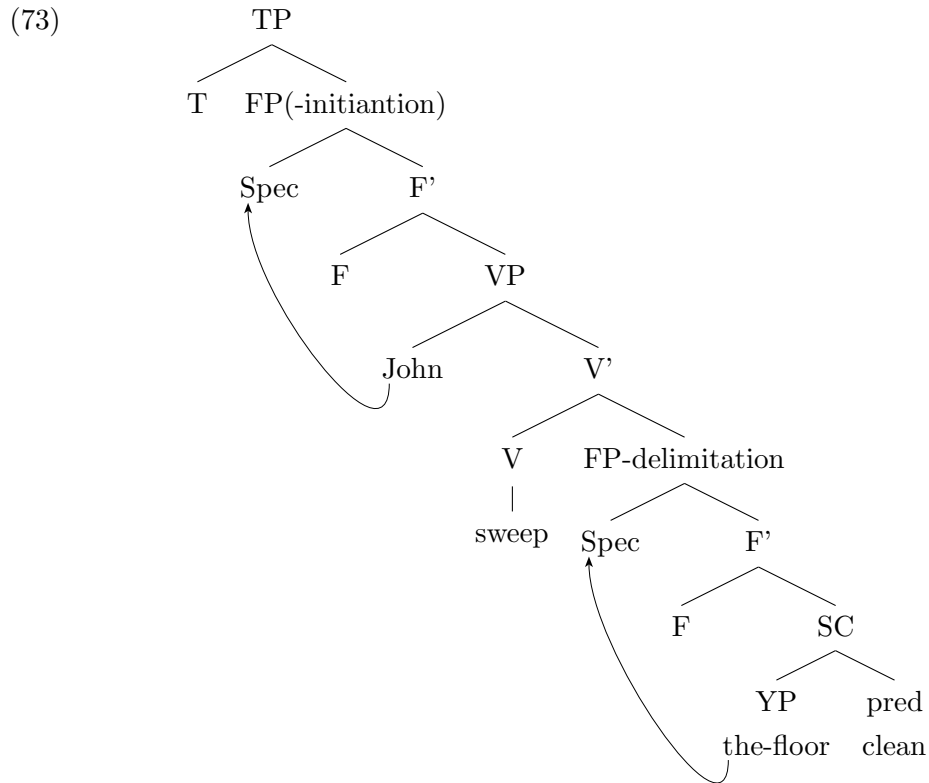 (73) TP
T FP(-initiantion)
Spec F'
F VP
John V'
V FP-delimitation
sweep Spec F'
F SC
YP pred
the-floor clean